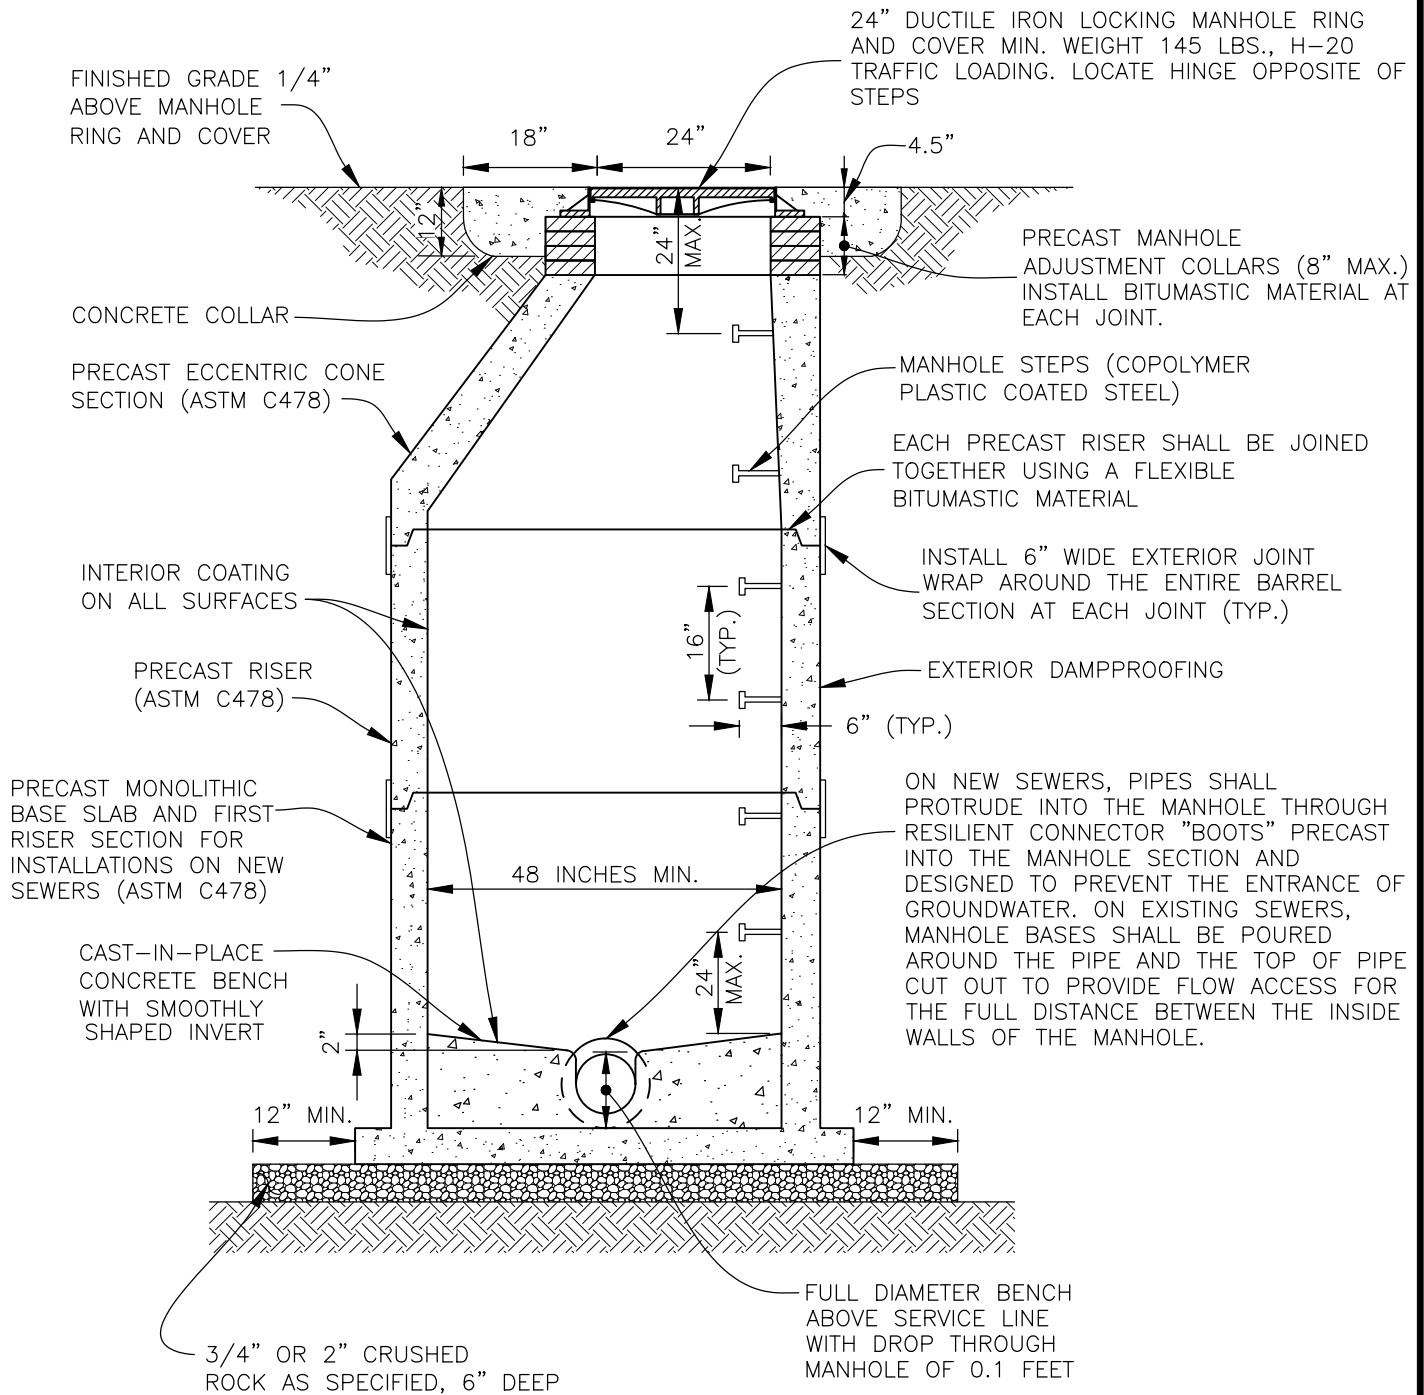 24" DUCTILE IRON LOCKING MANHOLE RING
AND COVER MIN. WEIGHT 145 LBS., H-20
TRAFFIC LOADING. LOCATE HINGE OPPOSITE OF
STEPS
FINISHED GRADE 1/4"
ABOVE MANHOLE
RING AND COVER
18"
24"
4.5"
12"
24"
MAX.
PRECAST MANHOLE
ADJUSTMENT COLLARS (8" MAX.)
INSTALL BITUMASTIC MATERIAL AT
EACH JOINT.
CONCRETE COLLAR
PRECAST ECCENTRIC CONE
SECTION (ASTM C478)
MANHOLE STEPS (COPOLYMER
PLASTIC COATED STEEL)
EACH PRECAST RISER SHALL BE JOINED
TOGETHER USING A FLEXIBLE
BITUMASTIC MATERIAL
INSTALL 6" WIDE EXTERIOR JOINT
WRAP AROUND THE ENTIRE BARREL
SECTION AT EACH JOINT (TYP.)
INTERIOR COATING
ON ALL SURFACES
16"
(TYP.)
PRECAST RISER
(ASTM C478)
EXTERIOR DAMPPROOFING
6" (TYP.)
PRECAST MONOLITHIC
BASE SLAB AND FIRST
RISER SECTION FOR
INSTALLATIONS ON NEW
SEWERS (ASTM C478)
ON NEW SEWERS, PIPES SHALL
PROTRUDE INTO THE MANHOLE THROUGH
RESILIENT CONNECTOR "BOOTS" PRECAST
INTO THE MANHOLE SECTION AND
DESIGNED TO PREVENT THE ENTRANCE OF
GROUNDWATER. ON EXISTING SEWERS,
MANHOLE BASES SHALL BE POURED
AROUND THE PIPE AND THE TOP OF PIPE
CUT OUT TO PROVIDE FLOW ACCESS FOR
THE FULL DISTANCE BETWEEN THE INSIDE
WALLS OF THE MANHOLE.
48 INCHES MIN.
CAST-IN-PLACE
CONCRETE BENCH
WITH SMOOTHLY
SHAPED INVERT
24"
MAX.
2"
12" MIN.
12" MIN.
FULL DIAMETER BENCH
ABOVE SERVICE LINE
WITH DROP THROUGH
MANHOLE OF 0.1 FEET
3/4" OR 2" CRUSHED
ROCK AS SPECIFIED, 6" DEEP